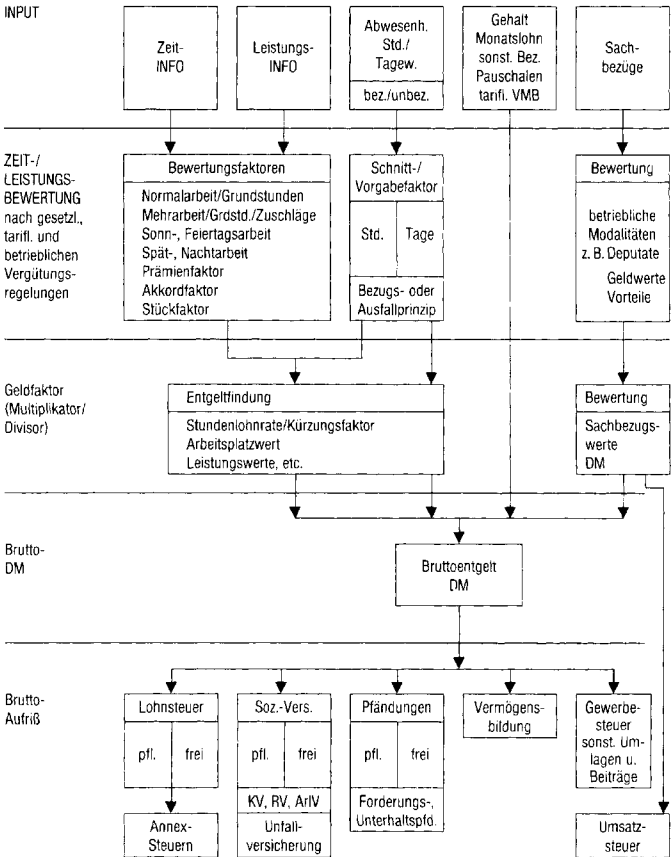 INPUT
Zeit-
INFO
Leistungs-
INFO
Abwesenh.
Std./
Tagew.
bez./unbez.
Gehalt
Monatslohn
sonst. Bez.
Pauschalen
tarifl. VMB
Sach-
bezüge
ZEIT-/
LEISTUNGS-
BEWERTUNG
nach gesetzl.,
tarifl. und
betrieblichen
Vergütungs-
regelungen
Bewertungsfaktoren
Normalarbeit/Grundstunden
Mehrarbeit/Grdstd./Zuschläge
Sonn-, Feiertagsarbeit
Spät-, Nachtarbeit
Prämienfaktor
Akkordfaktor
Stückfaktor
Schnitt-/
Vorgabefaktor
Std.
Tage
Bezugs- oder
Ausfallprinzip
Bewertung
betriebliche
Modalitäten
z. B. Deputate
Geldwerte
Vorteile
Geldfaktor
(Multiplikator/
Divisor)
Entgeltfindung
Stundenlohnrate/Kürzungsfaktor
Arbeitsplatzwert
Leistungswerte, etc.
Bewertung
Sachbezugs-
werte
DM
Brutto-
DM
Bruttoentgelt
DM
Brutto-
Aufriß
Lohnsteuer
pfl.
frei
Annex-
Steuern
Soz.-Vers.
pfl.
frei
KV, RV, ArlV
Unfall-
versicherung
Pfändungen
pfl.
frei
Forderungs-,
Unterhaltspfd.
Vermögens-
bildung
Gewerbe-
steuer
sonst. Um-
lagen u.
Beiträge
Umsatz-
steuer